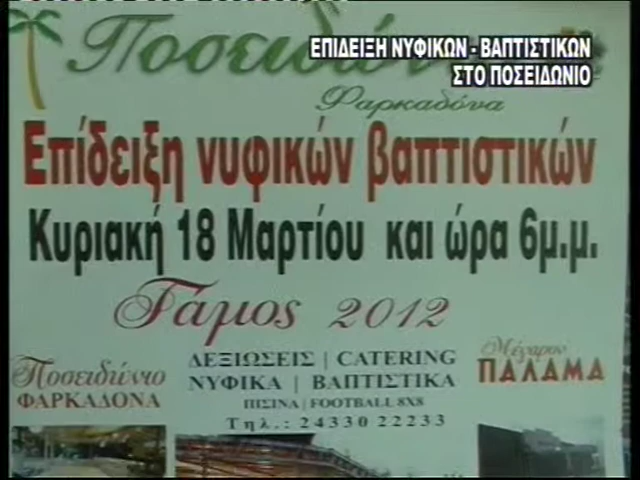 Ποσειδώνιο
ΕΠΙΔΕΙΞΗ ΝΥΦΙΚΩΝ - ΒΑΠΤΙΣΤΙΚΩΝ
ΣΤΟ ΠΟΣΕΙΔΩΝΙΟ
Φαρκαδόνα
Επίδειξη νυφικών βαπτιστικών
Κυριακή 18 Μαρτίου και ώρα 6μ.μ.
Γάμος 2012
Ποσειδώνιο
ΦΑΡΚΑΔΟΝΑ
ΔΕΞΙΩΣΕΙΣ | CATERING
ΝΥΦΙΚΑ | ΒΑΠΤΙΣΤΙΚΑ
ΠΙΣΙΝΑ | FOOTBALL 8X8
Τηλ.: 24330 22233
Μέγαρον
ΠΑΛΑΜΑ